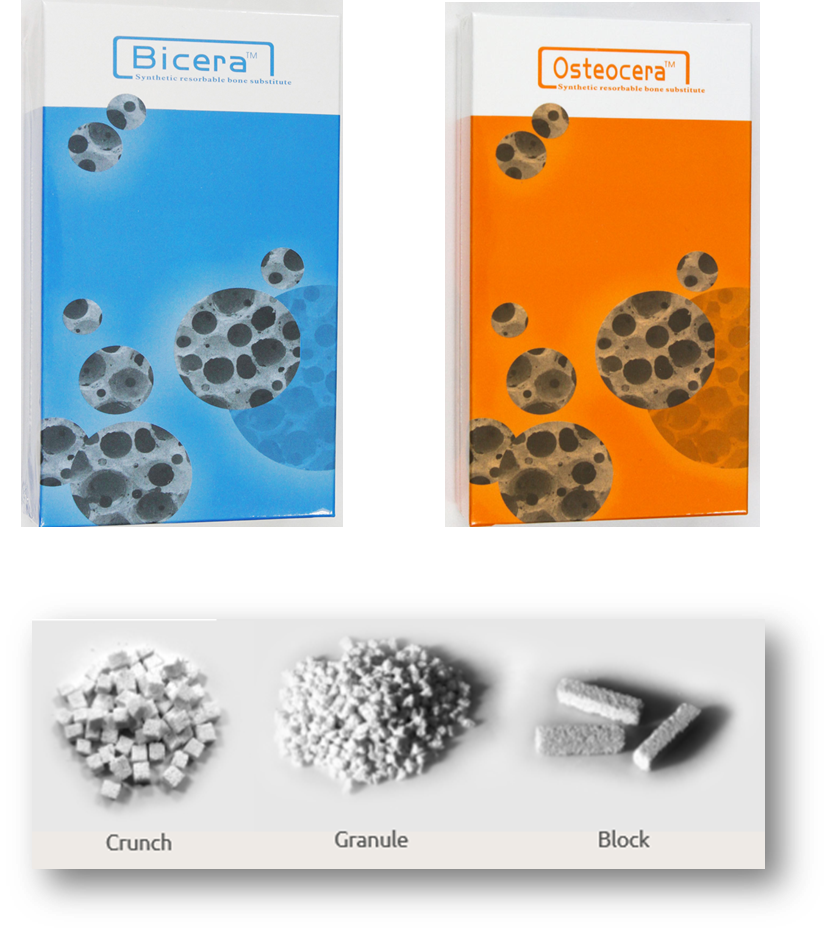 Bicera™
Synthetic resorbable bone substitute
Osteocera™
Synthetic resorbable bone substitute
Crunch
Granule
Block